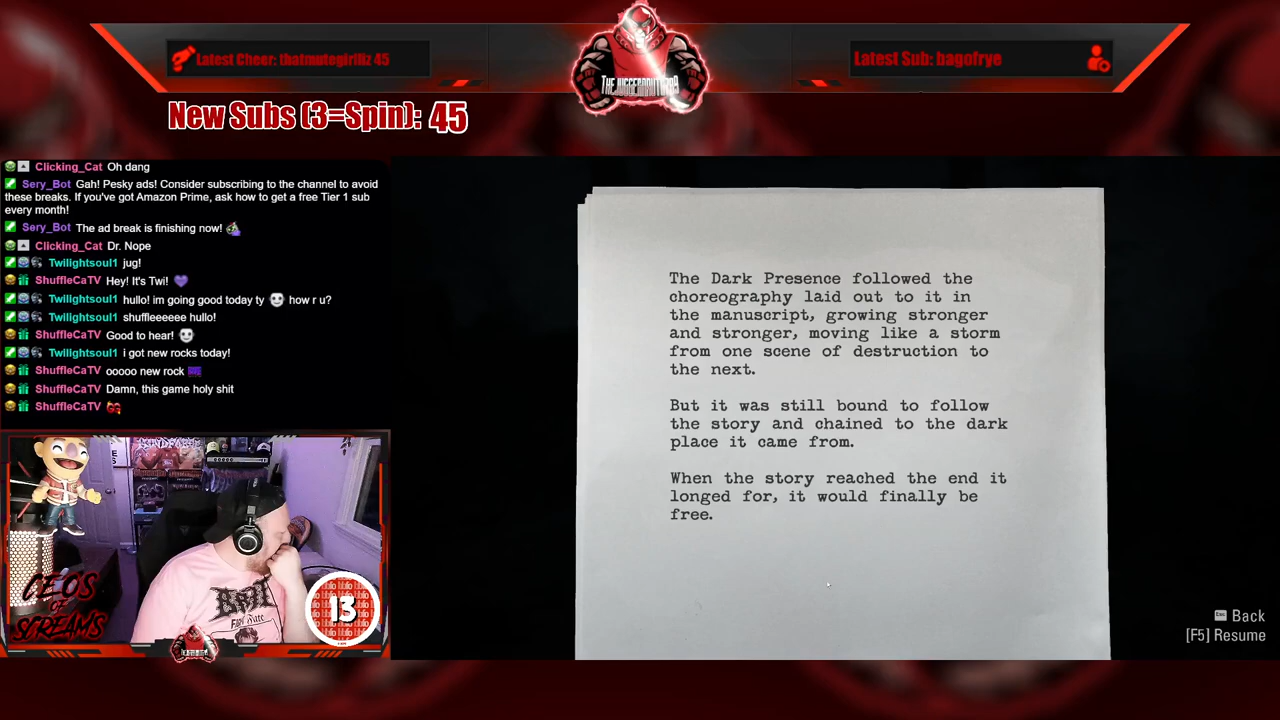 Latest Cheer: thatmutegirlliz 45
Latest Sub: bagofrye
New Subs (3=Spin): 45
Clicking_Cat Oh dang
Sery_Bot Gah! Pesky ads! Consider subscribing to the channel to avoid
these breaks. If you've got Amazon Prime, ask how to get a free Tier 1 sub
every month!
Sery_Bot The ad break is finishing now!
Clicking_Cat Dr. Nope
Twilightsoul1 jug!
ShuffleCaTV Hey! It's Twi!
Twilightsoul1 hullo! im going good today ty how r u?
Twilightsoul1 shuffleeeeee hullo!
ShuffleCaTV Good to hear!
Twilightsoul1 i got new rocks today!
ShuffleCaTV ooooo new rock
ShuffleCaTV Damn, this game holy shit
ShuffleCaTV
The Dark Presence followed the
choreography laid out to it in
the manuscript, growing stronger
and stronger, moving like a storm
from one scene of destruction to
the next.
But it was still bound to follow
the story and chained to the dark
place it came from.
When the story reached the end it
longed for, it would finally be
free.
CEOS
OF
SCREAMS
13
Back
[F5] Resume